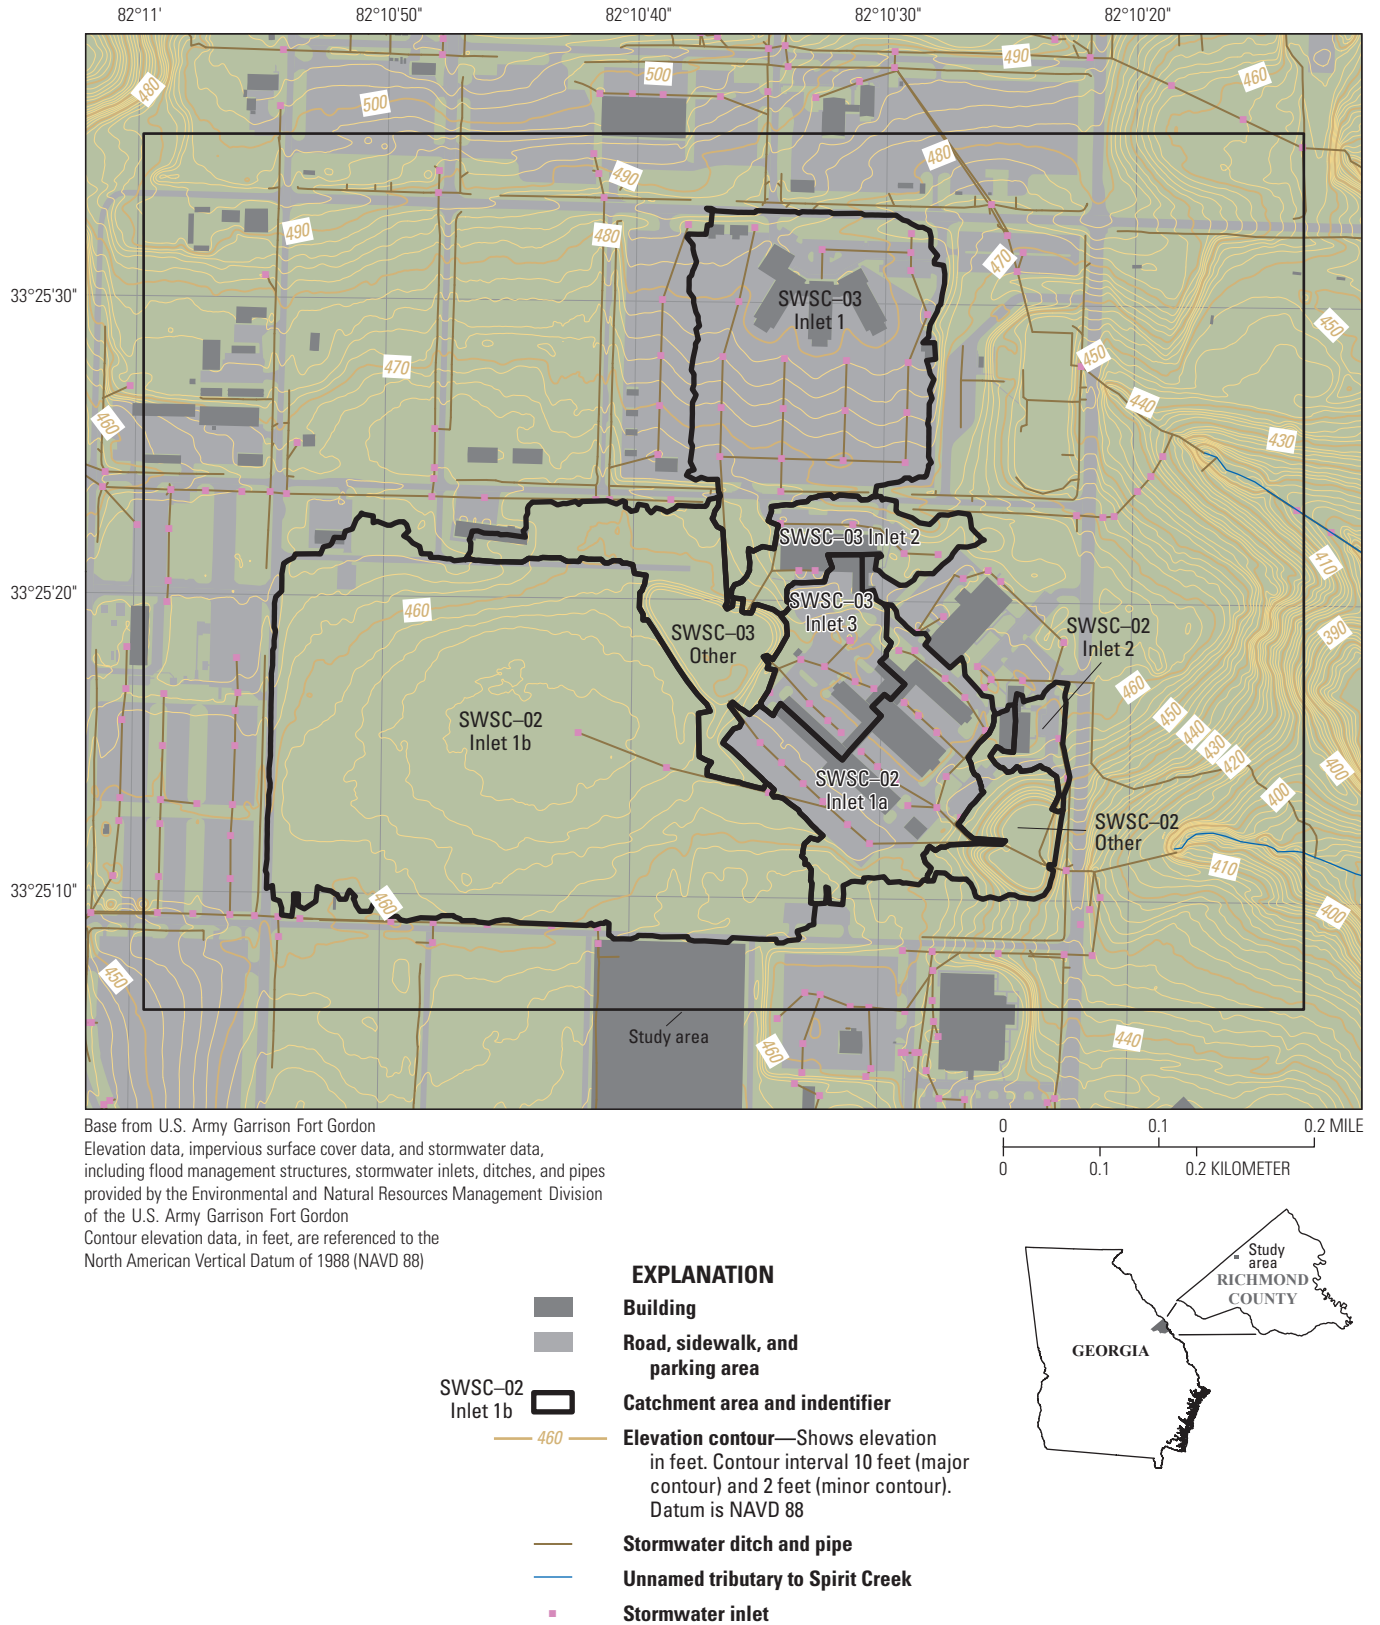 82°11'
82°10'50"
82°10'40"
82°10'30"
82°10'20"
480
500
500
490
460
490
480
490
480
470
33°25'30"
SWSC–03
Inlet 1
450
470
450
460
440
430
SWSC–03 Inlet 2
410
33°25'20"
460
SWSC–03
Inlet 3
SWSC–03
Other
SWSC–02
Inlet 2
390
460
450
440
430
420
400
400
SWSC–02
Inlet 1b
SWSC–02
Inlet 1a
SWSC–02
Other
410
33°25'10"
460
400
450
Study area
460
440
Base from U.S. Army Garrison Fort Gordon
Elevation data, impervious surface cover data, and stormwater data,
including flood management structures, stormwater inlets, ditches, and pipes
provided by the Environmental and Natural Resources Management Division
of the U.S. Army Garrison Fort Gordon
Contour elevation data, in feet, are referenced to the
North American Vertical Datum of 1988 (NAVD 88)
0 0.1 0.2 MILE
0 0.1 0.2 KILOMETER
EXPLANATION
Building
Road, sidewalk, and
parking area
SWSC–02
Inlet 1b
Catchment area and indentifier
460
Elevation contour—Shows elevation
in feet. Contour interval 10 feet (major
contour) and 2 feet (minor contour).
Datum is NAVD 88
Stormwater ditch and pipe
Unnamed tributary to Spirit Creek
Stormwater inlet
Study
area
RICHMOND
COUNTY
GEORGIA